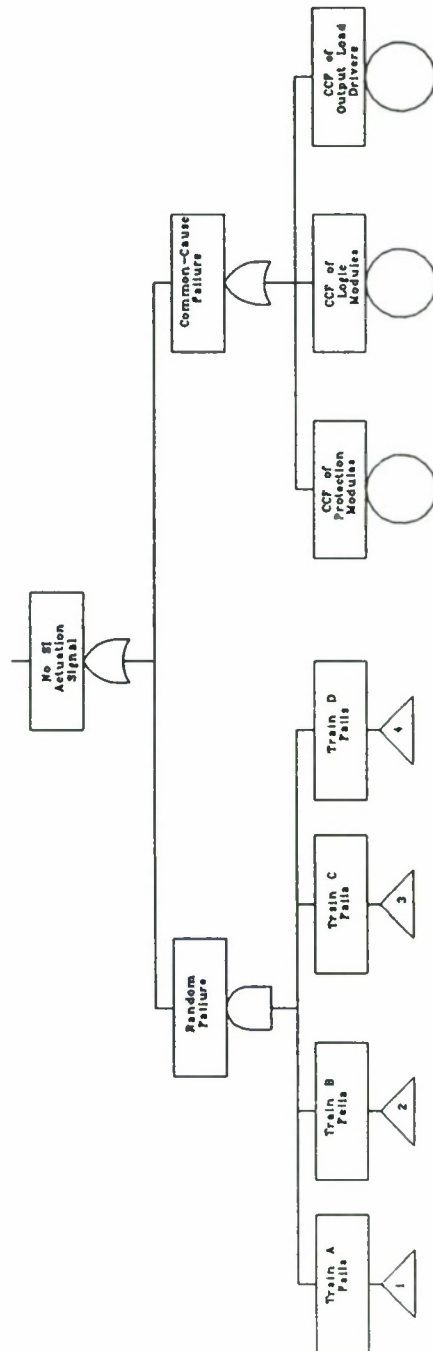 No SI
Actuation
Signal
Random
Failure
Common-Cause
Failure
Train A
Fails
Train B
Fails
Train C
Fails
Train D
Fails
CCF of
Protection
Modules
CCF of
Logic
Modules
CCF of
Output Load
Drivers
1
2
3
4